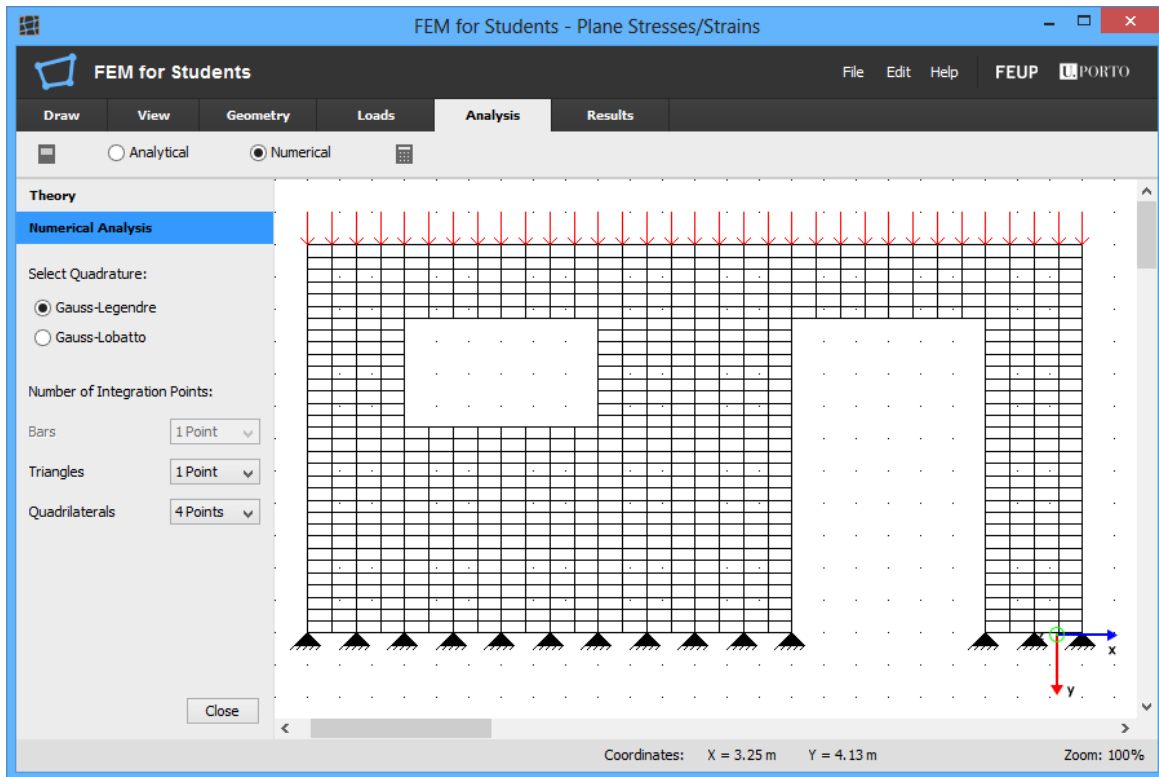 FEM for Students - Plane Stresses/Strains
FEM for Students File Edit Help FEUP U.PORTO
Draw View Geometry Loads Analysis Results
Analytical Numerical
Theory
Numerical Analysis
Select Quadrature:
Gauss-Legendre
Gauss-Lobatto
Number of Integration Points:
Bars 1 Point
Triangles 1 Point
Quadrilaterals 4 Points
x
y
Close
Coordinates: X = 3.25 m Y = 4.13 m Zoom: 100%